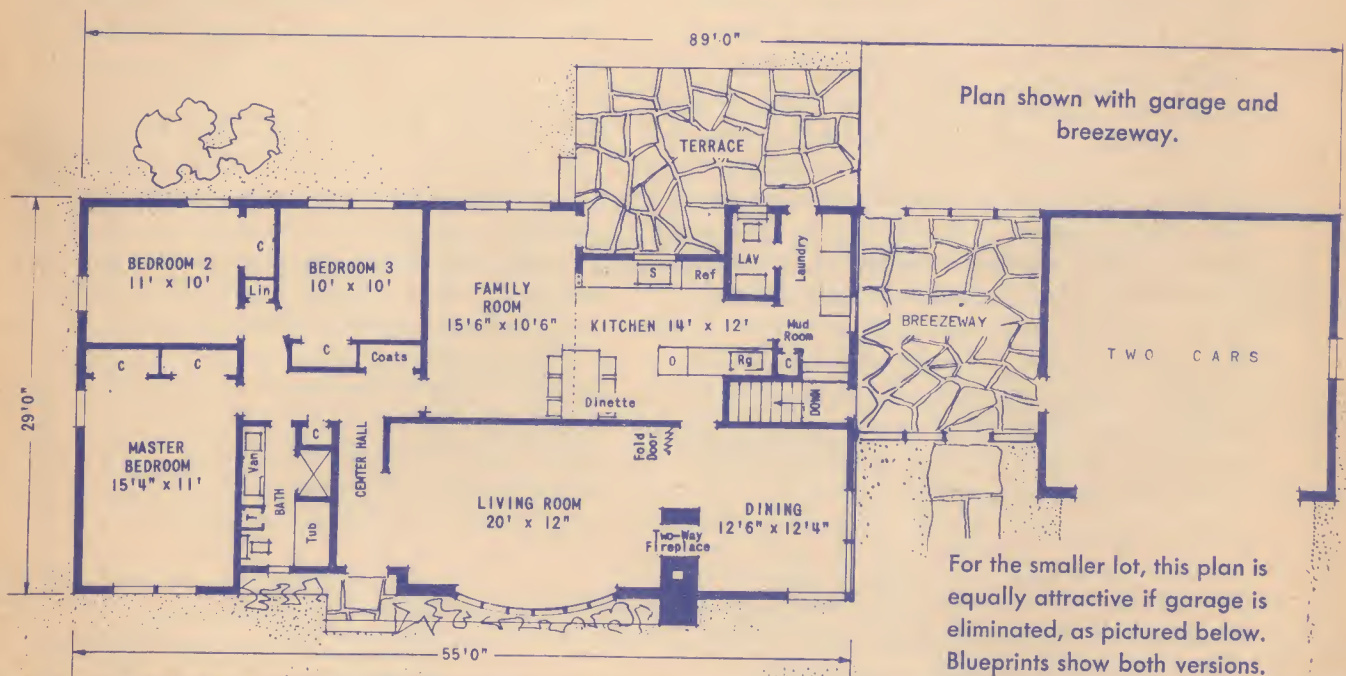 89'0"
Plan shown with garage and
breezeway.
TERRACE
29'0"
BEDROOM 2
11' x 10'
C
Lin
BEDROOM 3
10' x 10'
FAMILY
ROOM
15'6" x 10'6"
S
Ref
LAV
Laundry
KITCHEN 14' x 12'
Mud
Room
BREEZEWAY
TWO CARS
C
C
C
Coats
O
Rg
C
Dinette
DOWN
MASTER
BEDROOM
15'4" x 11'
Van
T
BATH
C
Tub
CENTER HALL
Fold
Door
LIVING ROOM
20' x 12"
Two-Way
Fireplace
DINING
12'6" x 12'4"
For the smaller lot, this plan is
equally attractive if garage is
eliminated, as pictured below.
Blueprints show both versions.
55'0"